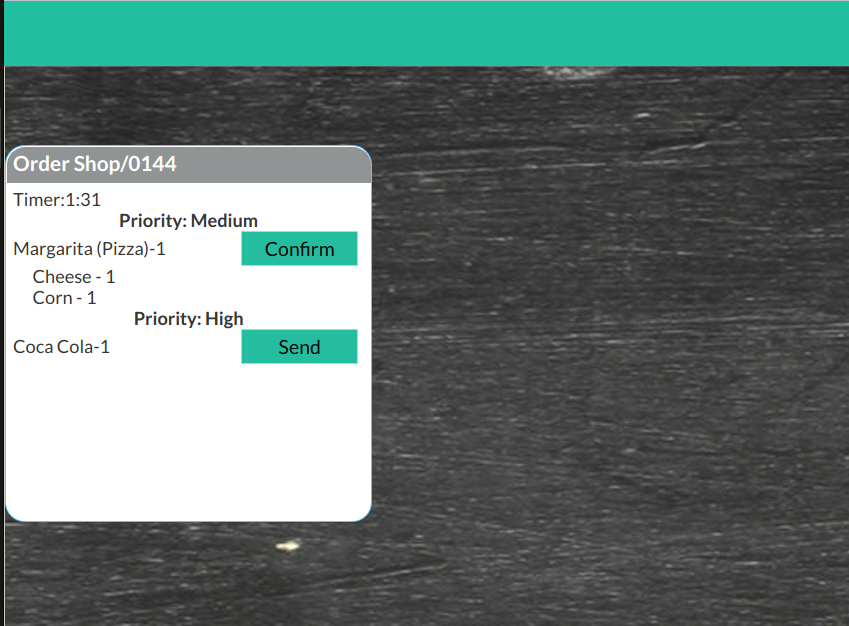 Order Shop/0144
Timer:1:31
Priority: Medium
Margarita (Pizza)-1 Confirm
Cheese - 1
Corn - 1
Priority: High
Coca Cola-1 Send